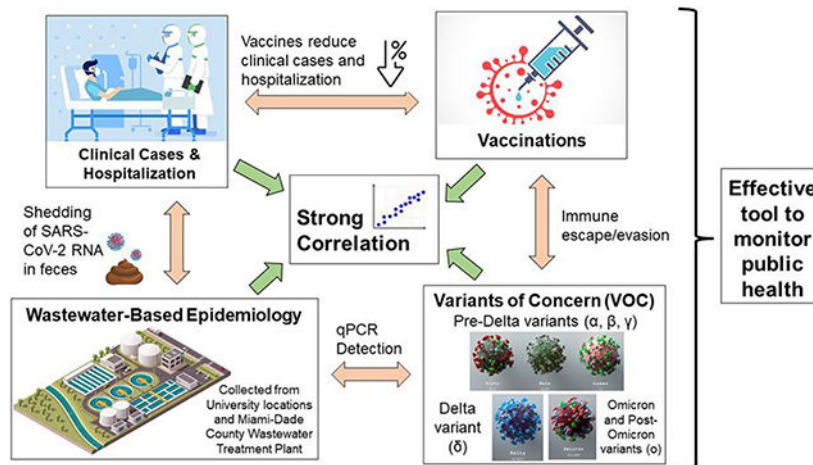 Vaccines reduce
clinical cases and
hospitalization
%
Clinical Cases &
Hospitalization
Vaccinations
Shedding
of SARS-
CoV-2 RNA
in feces
Strong
Correlation
Immune
escape/evasion
Effective
tool to
monitor
public
health
Wastewater-Based Epidemiology
Collected from
University locations
and Miami-Dade
County Wastewater
Treatment Plant
qPCR
Detection
Variants of Concern (VOC)
Pre-Delta variants (α, β, γ)
Delta
variant
(δ)
Omicron and
Post-Omicron
variants (o)